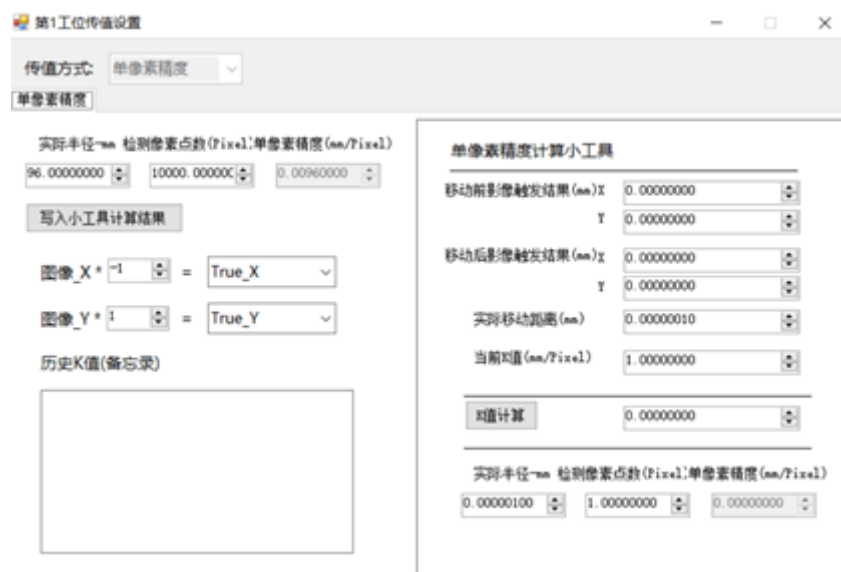 第1工位传值设置
传值方式: 单像素精度
单像素精度
实际半径-mm 检测像素点数(Pixel)单像素精度(mm/Pixel)
96.00000000 10000.00000C 0.00960000
写入小工具计算结果
图像_X * -1 = True_X
图像_Y * 1 = True_Y
历史K值(备忘录)
单像素精度计算小工具
移动前影像触发结果(mm)X 0.00000000
Y 0.00000000
移动后影像触发结果(mm)X 0.00000000
Y 0.00000000
实际移动距离(mm) 0.00000010
当前K值(mm/Pixel) 1.00000000
K值计算 0.00000000
实际半径-mm 检测像素点数(Pixel)单像素精度(mm/Pixel)
0.00000100 1.00000000 0.00000000